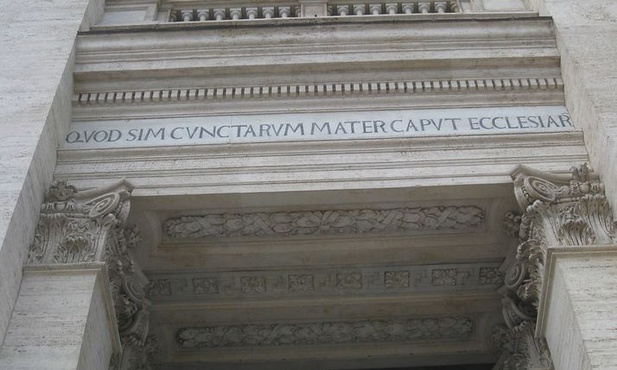 QVOD SIM CVNCTARVM MATER CAPVT ECCLESIAR